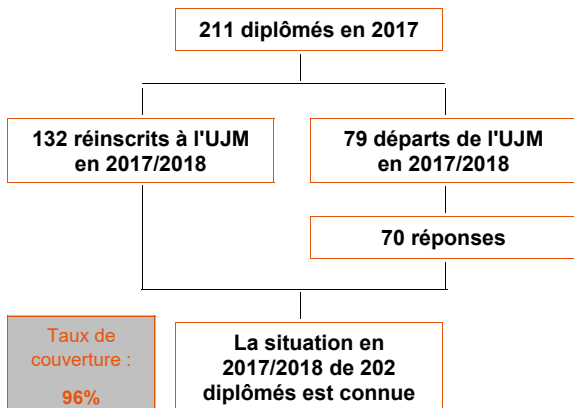 211 diplômés en 2017
132 réinscrits à l'UJM
en 2017/2018
79 départs de l'UJM
en 2017/2018
70 réponses
Taux de
couverture :
96%
La situation en
2017/2018 de 202
diplômés est connue